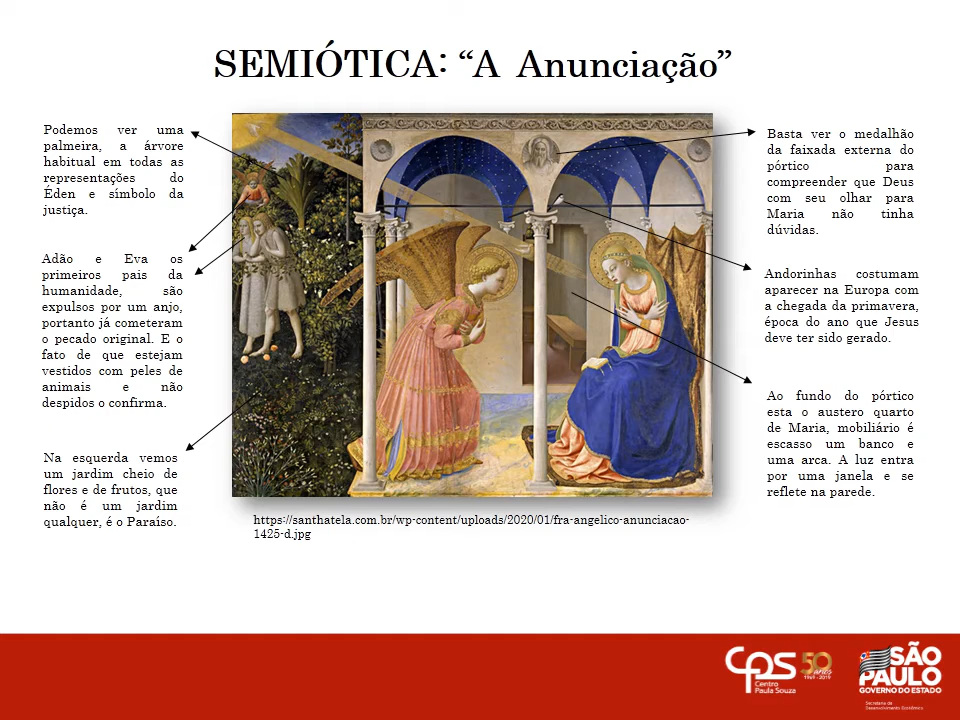 SEMIÓTICA: “A Anunciação”
Podemos ver uma
palmeira, a árvore
habitual em todas as
representações do
Éden e símbolo da
justiça.
Adão e Eva os
primeiros pais da
humanidade, são
expulsos por um anjo,
portanto já cometeram
o pecado original. E o
fato de que estejam
vestidos com peles de
animais e não
despidos o confirma.
Na esquerda vemos
um jardim cheio de
flores e de frutos, que
não é um jardim
qualquer, é o Paraíso.
Basta ver o medalhão
da faixada externa do
pórtico para
compreender que Deus
com seu olhar para
Maria não tinha
dúvidas.
Andorinhas costumam
aparecer na Europa com
a chegada da primavera,
época do ano que Jesus
deve ter sido gerado.
Ao fundo do pórtico
esta o austero quarto
de Maria, mobiliário é
escasso um banco e
uma arca. A luz entra
por uma janela e se
reflete na parede.
https://santhatela.com.br/wp-content/uploads/2020/01/fra-angelico-anunciacao-
1425-d.jpg
CPS 50 anos
1969 - 2019
Centro
Paula Souza
SÃO
PAULO
GOVERNO DO ESTADO
Secretaria de
Desenvolvimento Econômico